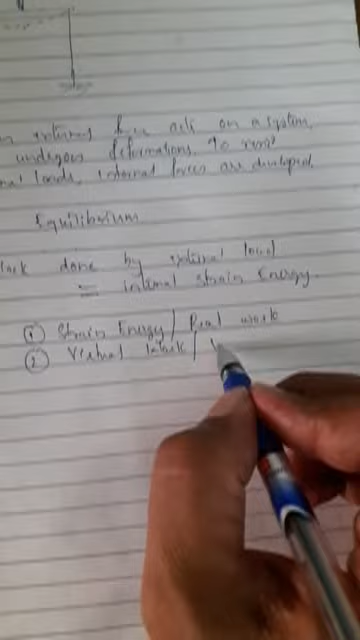 external force acts on a system,
undergoes deformations. To resist
loads, internal forces are developed.
Equilibrium
done by external load
= internal strain Energy.
① Strain Energy / Real work
② Virtual Work /